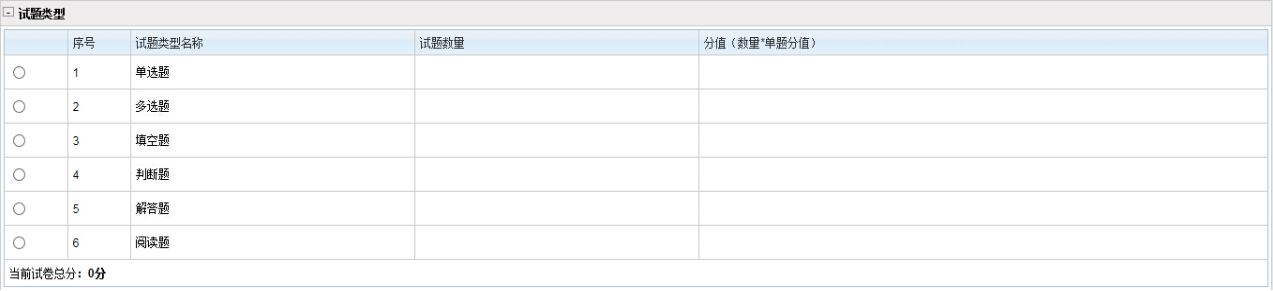 试题类型
序号 试题类型名称 试题数量 分值（数量*单题分值）
1 单选题
2 多选题
3 填空题
4 判断题
5 解答题
6 阅读题
当前试卷总分：0分